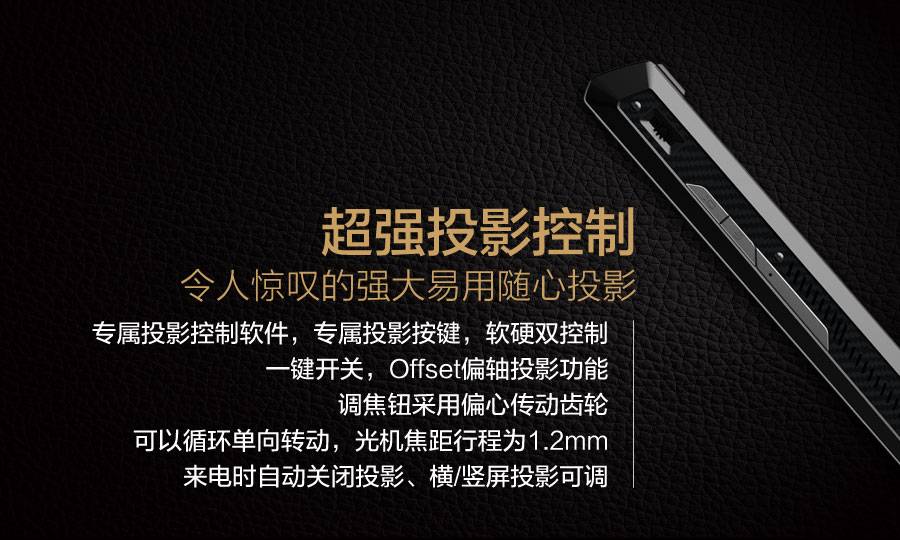 超强投影控制
令人惊叹的强大易用随心投影
专属投影控制软件，专属投影按键，软硬双控制
一键开关，Offset偏轴投影功能
调焦钮采用偏心传动齿轮
可以循环单向转动，光机焦距行程为1.2mm
来电时自动关闭投影、横/竖屏投影可调